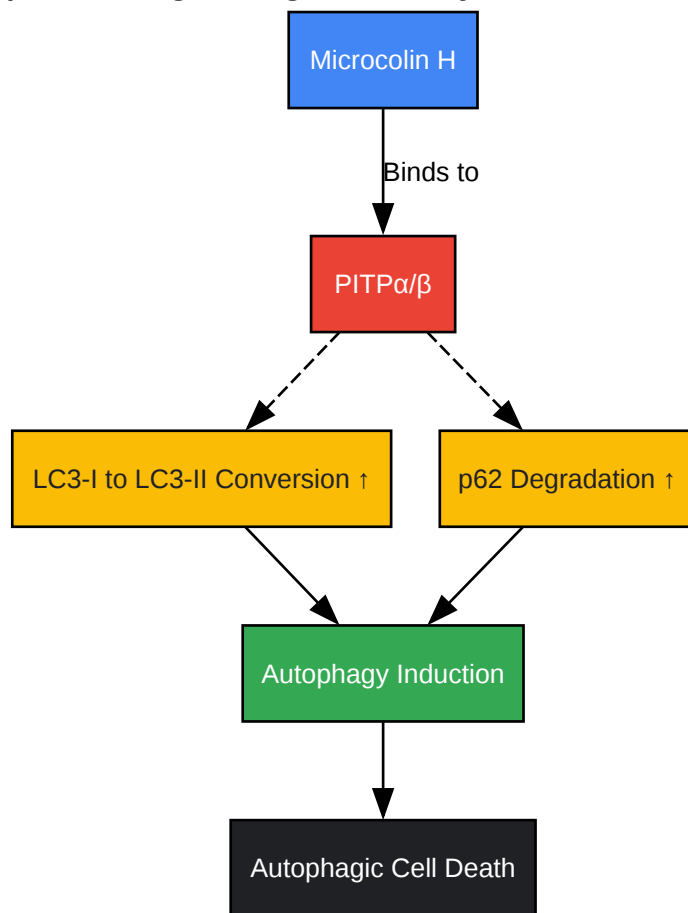 Microcolin H
Binds to
PITPα/β
LC3-I to LC3-II Conversion ↑
p62 Degradation ↑
Autophagy Induction
Autophagic Cell Death